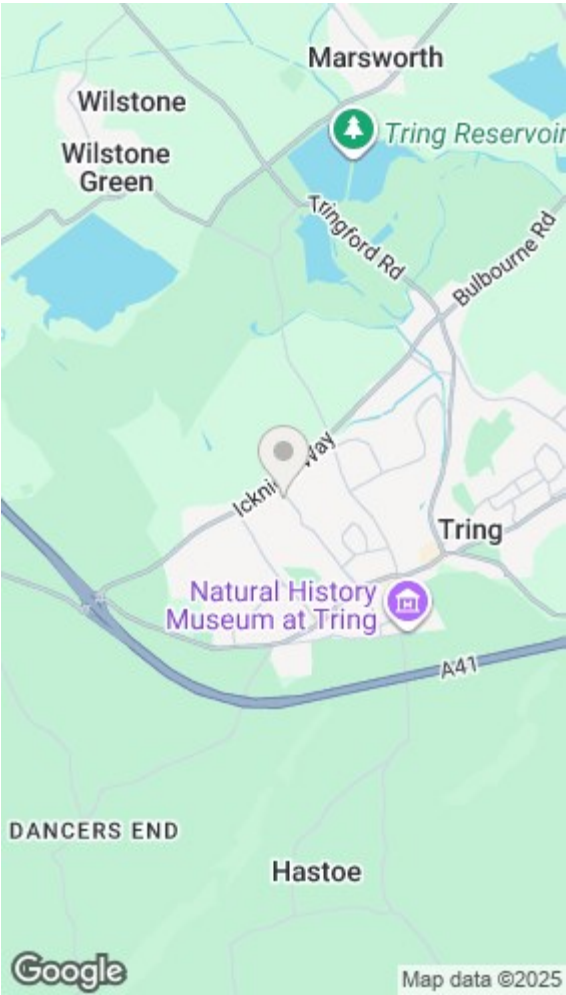 Marsworth
Wilstone
Tring Reservoir
Wilstone
Green
Tringford Rd
Bulbourne Rd
Way
Tring
Natural History
Museum at Tring
A41
DANCERS END
Hastoe
Google
Map data ©2025